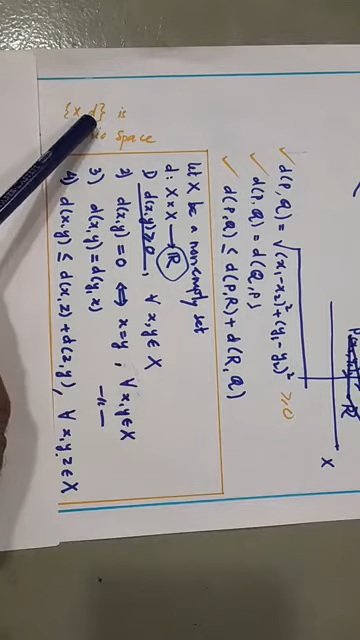 R
X
d(P,Q) = √(x₁-x₂)² + (y₁-y₂)² ≥0
✓ d(P,Q) = d(Q,P)
✓ d(P,Q) ≤ d(P,R) + d(R,Q)
Let X be a nonempty set
d: X×X → R
1) d(x,y) ≥ 0, ∀ x,y ∈ X
2) d(x,y) = 0 ⇔ x=y, ∀ x,y ∈ X
3) d(x,y) = d(y,x) —"—
4) d(x,y) ≤ d(x,z) + d(z,y), ∀ x,y,z ∈ X
{X,d} is
Space